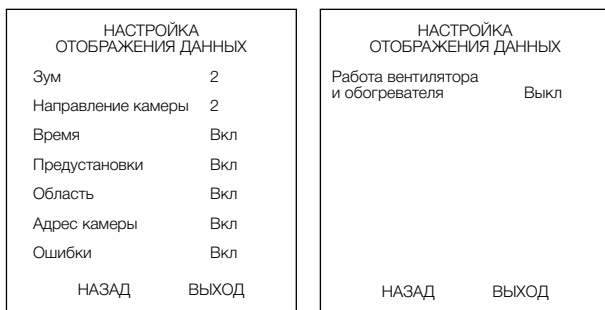 НАСТРОЙКА
ОТОБРАЖЕНИЯ ДАННЫХ
Зум 2
Направление камеры 2
Время Вкл
Предустановки Вкл
Область Вкл
Адрес камеры Вкл
Ошибки Вкл
НАЗАД ВЫХОД
НАСТРОЙКА
ОТОБРАЖЕНИЯ ДАННЫХ
Работа вентилятора
и обогревателя Выкл
НАЗАД ВЫХОД